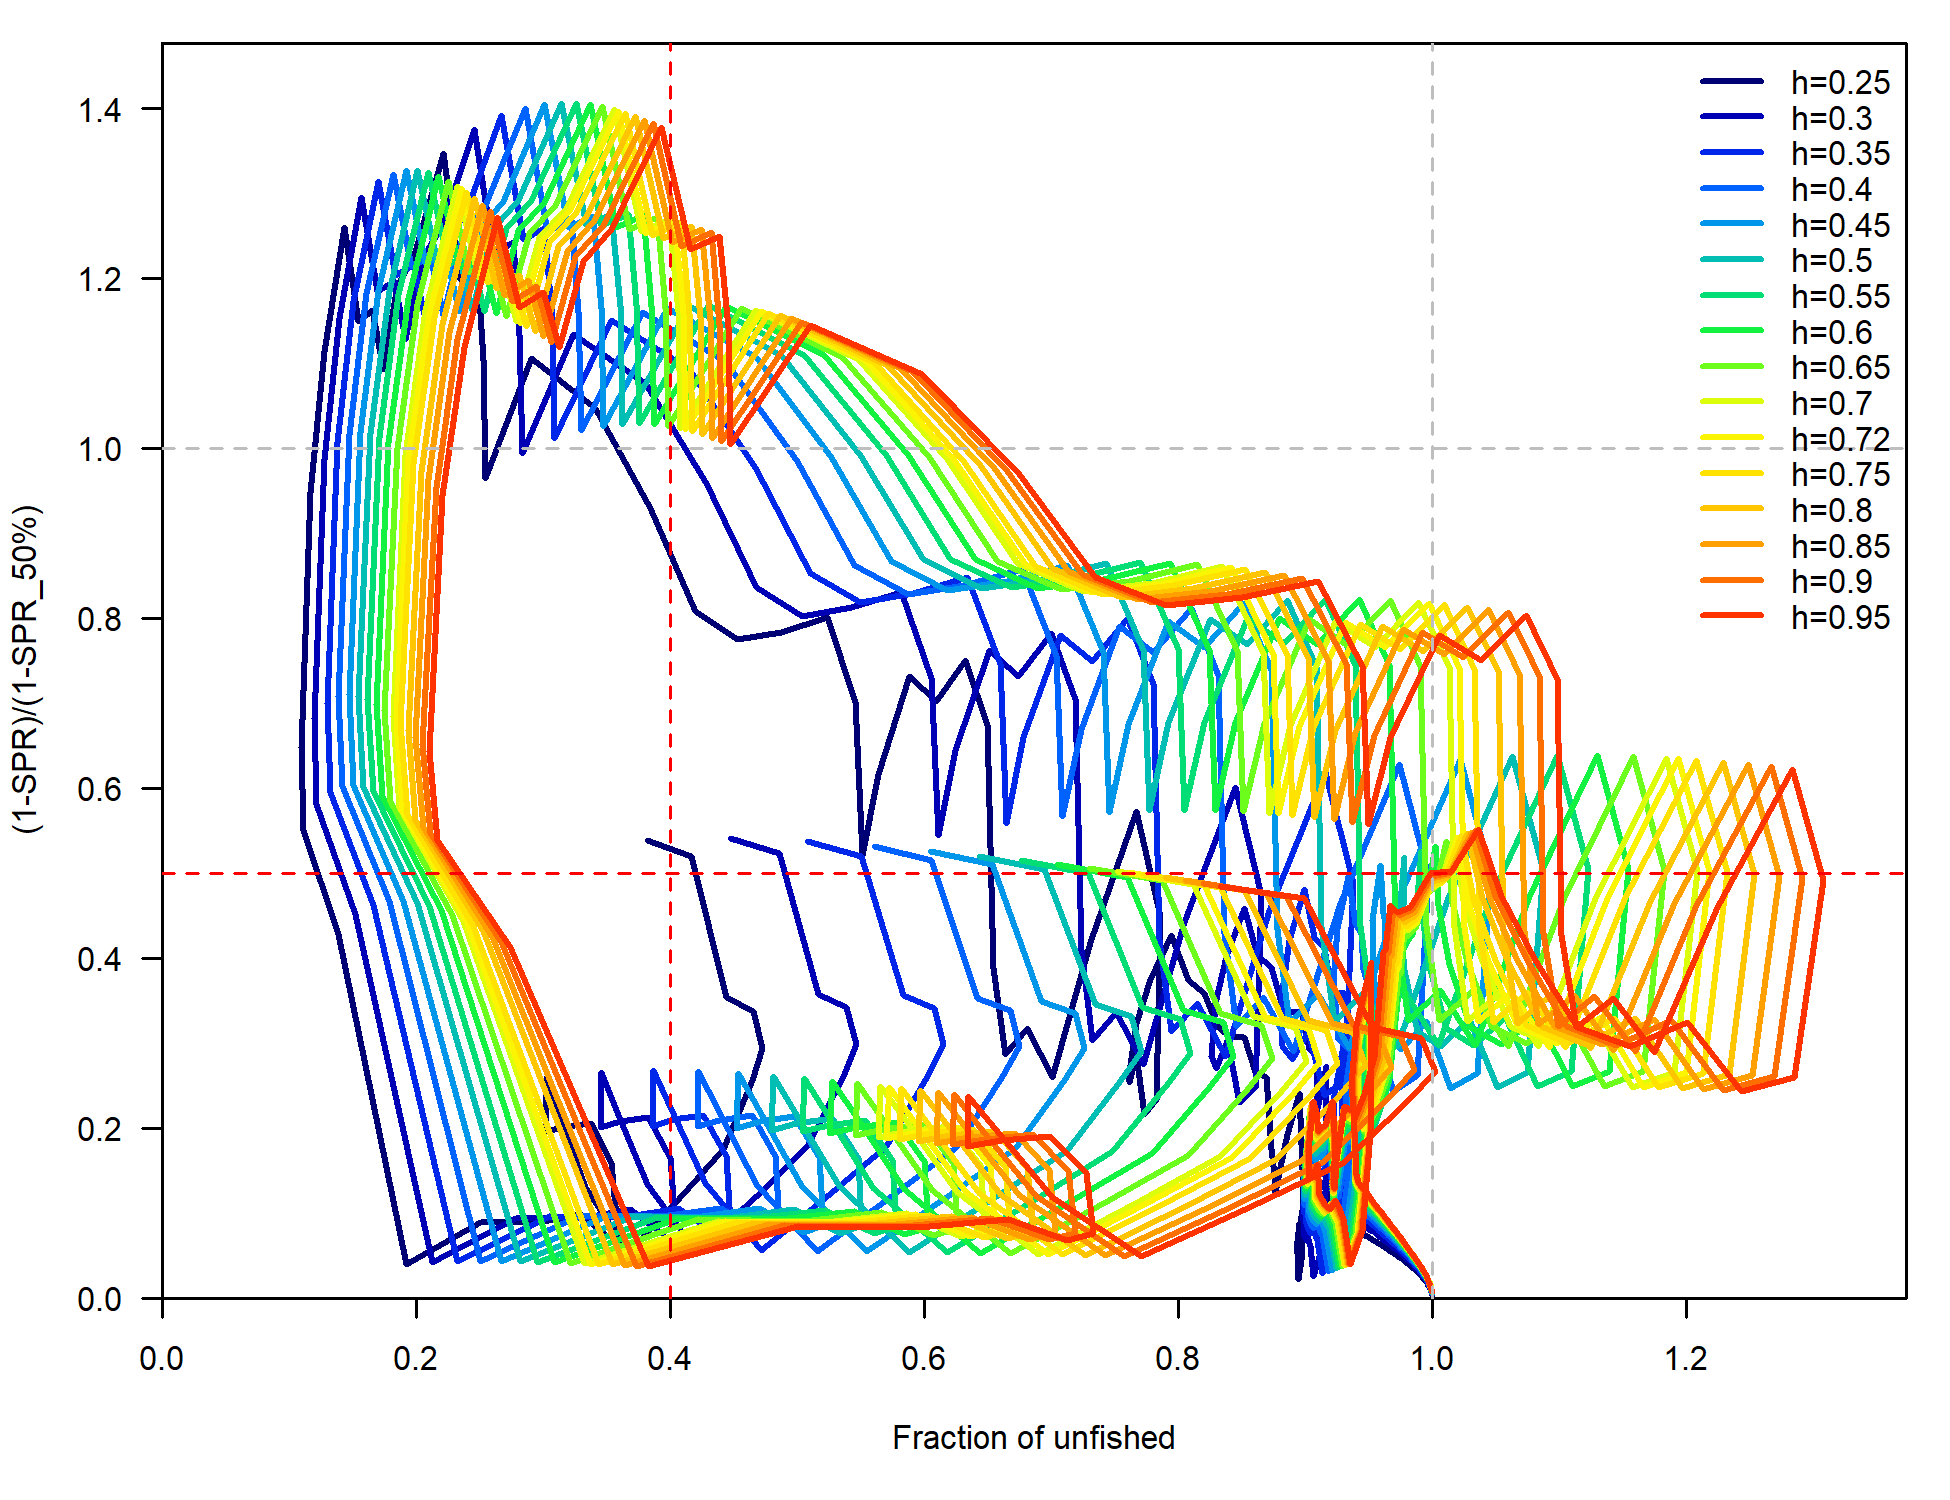 (1-SPR)/(1-SPR_50%)
1.4
1.2
1.0
0.8
0.6
0.4
0.2
0.0
0.0
0.2
0.4
0.6
0.8
1.0
1.2
Fraction of unfished
h=0.25
h=0.3
h=0.35
h=0.4
h=0.45
h=0.5
h=0.55
h=0.6
h=0.65
h=0.7
h=0.72
h=0.75
h=0.8
h=0.85
h=0.9
h=0.95